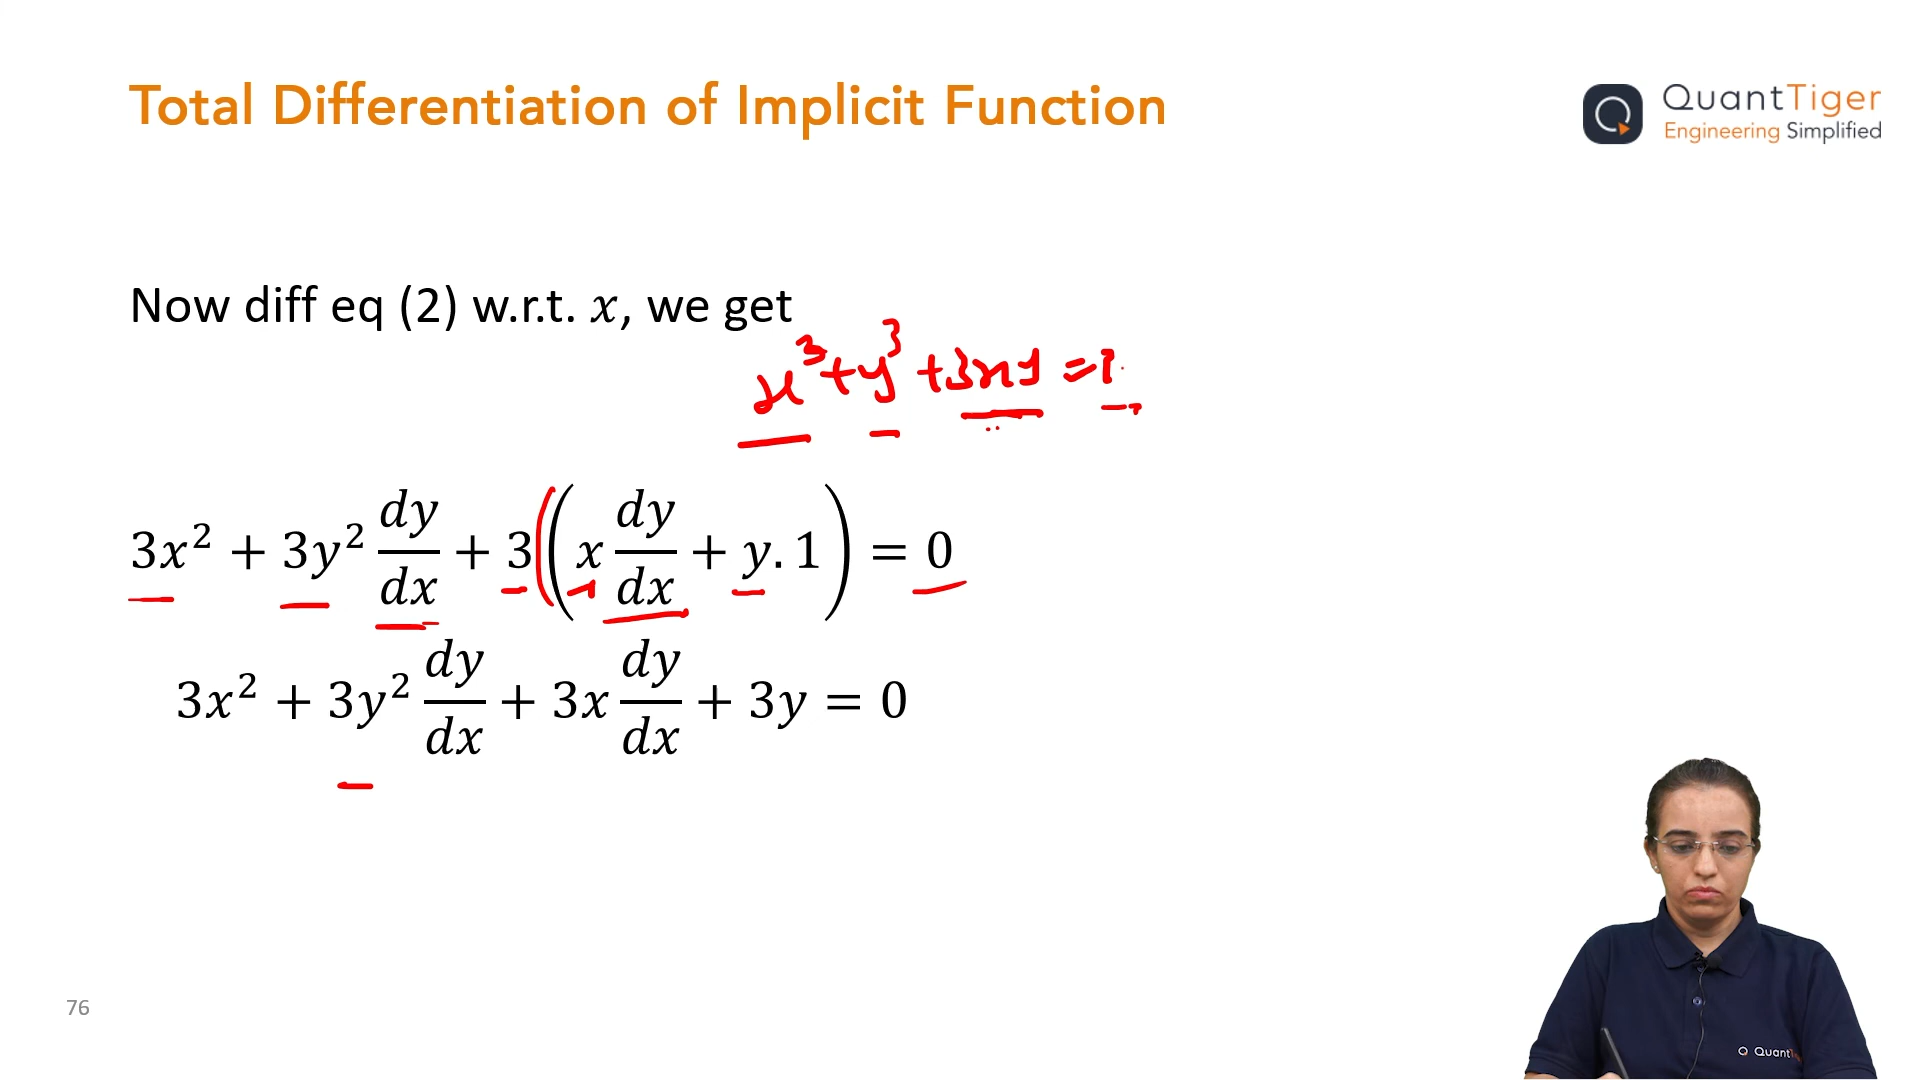 Total Differentiation of Implicit Function
QuantTiger
Engineering Simplified
Now diff eq (2) w.r.t. x, we get
x³+y³+3xy=1
3x² + 3y² dy/dx + 3(x dy/dx + y.1) = 0
3x² + 3y² dy/dx + 3x dy/dx + 3y = 0
76